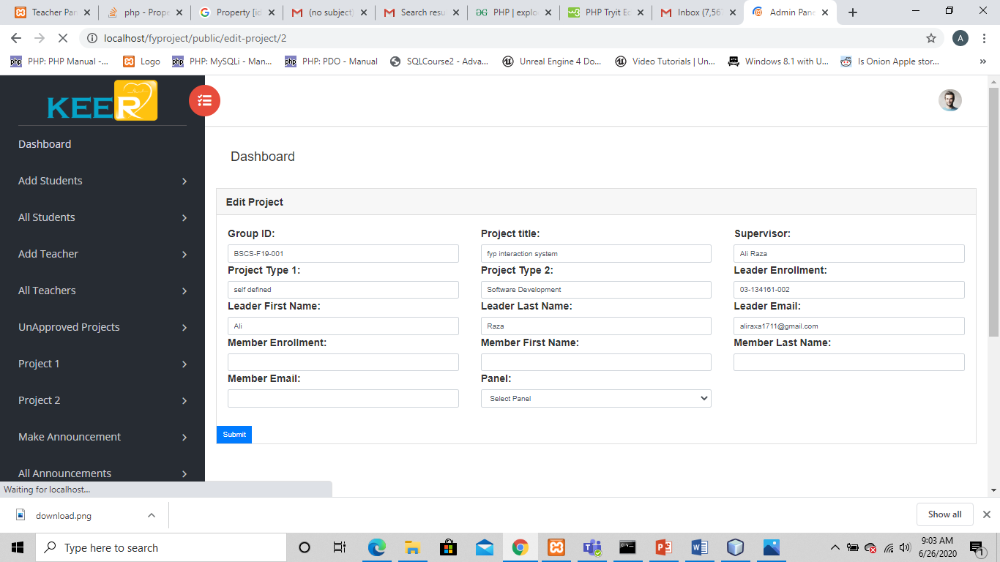 Teacher Par
php - Prope
Property [id
(no subject)
Search resu
PHP | explo
PHP Tryit Ec
Inbox (7,567
Admin Pane
localhost/fyproject/public/edit-project/2
A
PHP: PHP Manual -...
Logo
PHP: MySQLi - Man...
PHP: PDO - Manual
SQLCourse2 - Adva...
Unreal Engine 4 Do...
Video Tutorials | Un...
Windows 8.1 with U...
Is Onion Apple stor...
KEER
Dashboard
Add Students
All Students
Add Teacher
All Teachers
UnApproved Projects
Project 1
Project 2
Make Announcement
All Announcements
Dashboard
Edit Project
Group ID: Project title: Supervisor:
BSCS-F19-001 fyp interaction system Ali Raza
Project Type 1: Project Type 2: Leader Enrollment:
self defined Software Development 03-134161-002
Leader First Name: Leader Last Name: Leader Email:
Ali Raza aliraxa1711@gmail.com
Member Enrollment: Member First Name: Member Last Name:
Member Email: Panel:
Select Panel
Submit
Waiting for localhost...
download.png
Show all
Type here to search
9:03 AM
6/26/2020
1